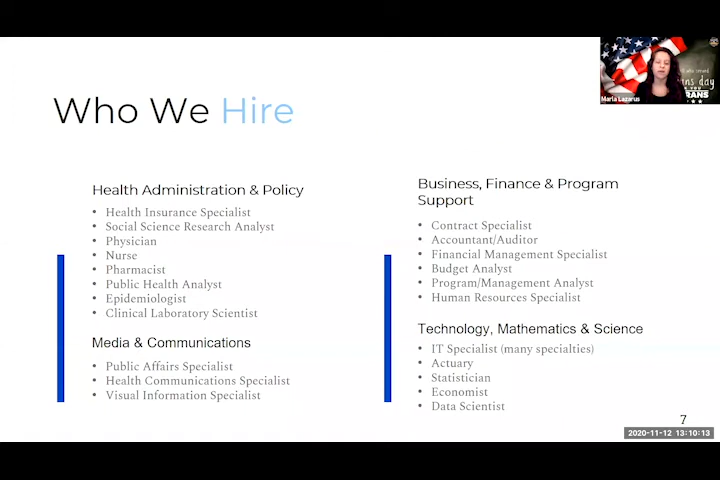 Who We Hire
Health Administration & Policy
• Health Insurance Specialist
• Social Science Research Analyst
• Physician
• Nurse
• Pharmacist
• Public Health Analyst
• Epidemiologist
• Clinical Laboratory Scientist
Media & Communications
• Public Affairs Specialist
• Health Communications Specialist
• Visual Information Specialist
Business, Finance & Program
Support
• Contract Specialist
• Accountant/Auditor
• Financial Management Specialist
• Budget Analyst
• Program/Management Analyst
• Human Resources Specialist
Technology, Mathematics & Science
• IT Specialist (many specialties)
• Actuary
• Statistician
• Economist
• Data Scientist
7
2020-11-12 13:10:13
Maria Lazarus